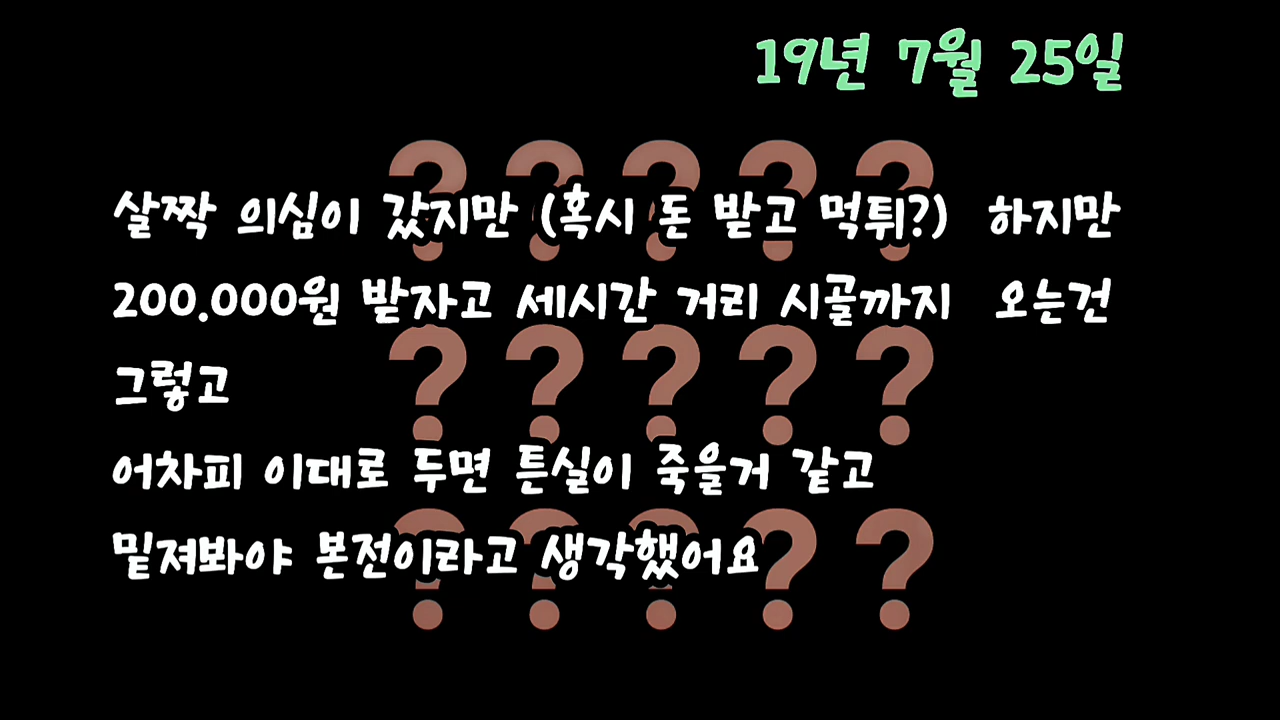 19년 7월 25일
? ? ? ? ?
살짝 의심이 갔지만 (혹시 돈 받고 먹튀?) 하지만
200.000원 받자고 세시간 거리 시골까지 오는건
? ? ? ? ?
그렇고
어차피 이대로 두면 튼실이 죽을거 같고
? ? ? ? ?
밑져봐야 본전이라고 생각했어요